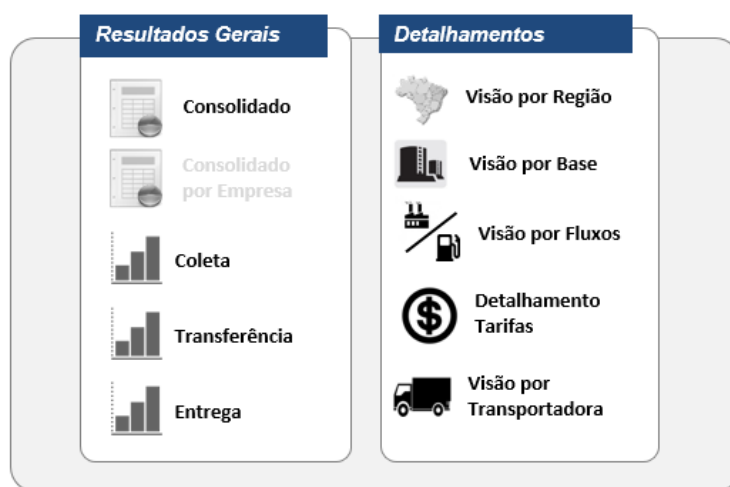 Resultados Gerais
Consolidado
Consolidado
por Empresa
Coleta
Transferência
Entrega
Detalhamentos
Visão por Região
Visão por Base
Visão por Fluxos
Detalhamento
Tarifas
Visão por
Transportadora